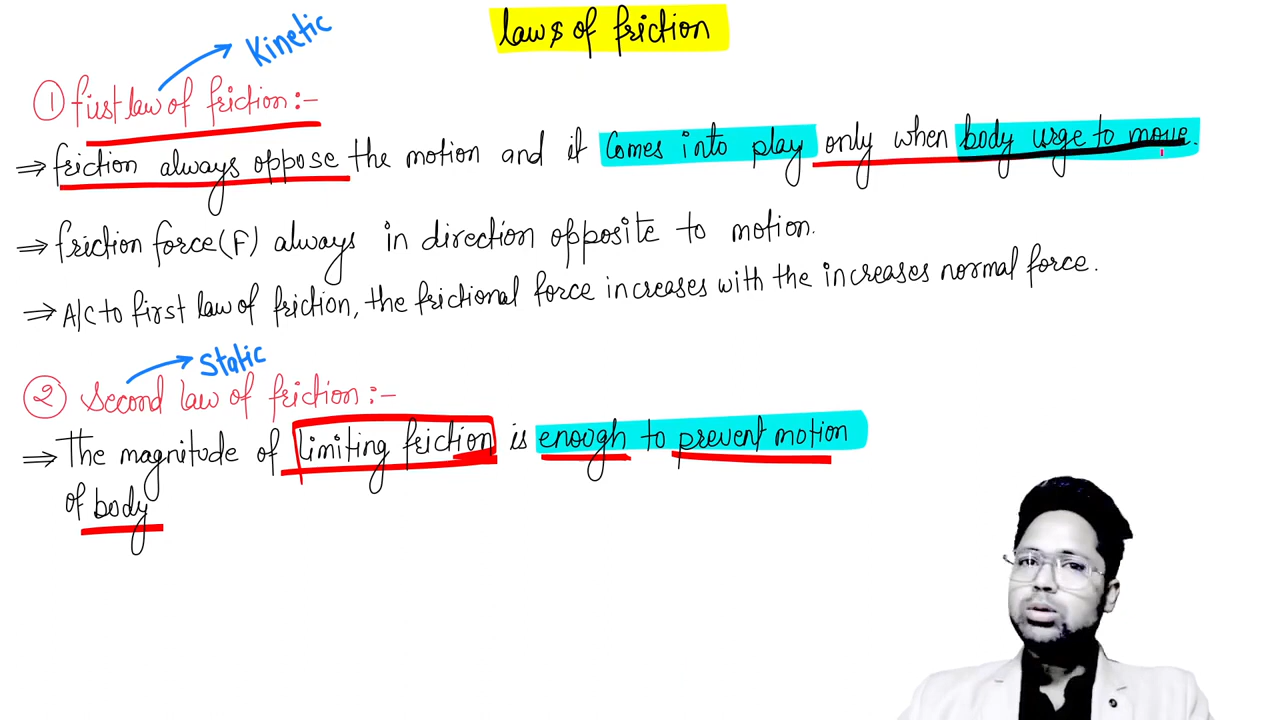 laws of friction
Kinetic
① first law of friction :-
⇒ friction always oppose the motion and it Comes into play only when body urge to move.
⇒ friction force (F) always in direction opposite to motion.
⇒ A/c to first law of friction, the frictional force increases with the increases normal force.
Static
② Second law of friction :-
⇒ The magnitude of limiting friction is enough to prevent motion
of body